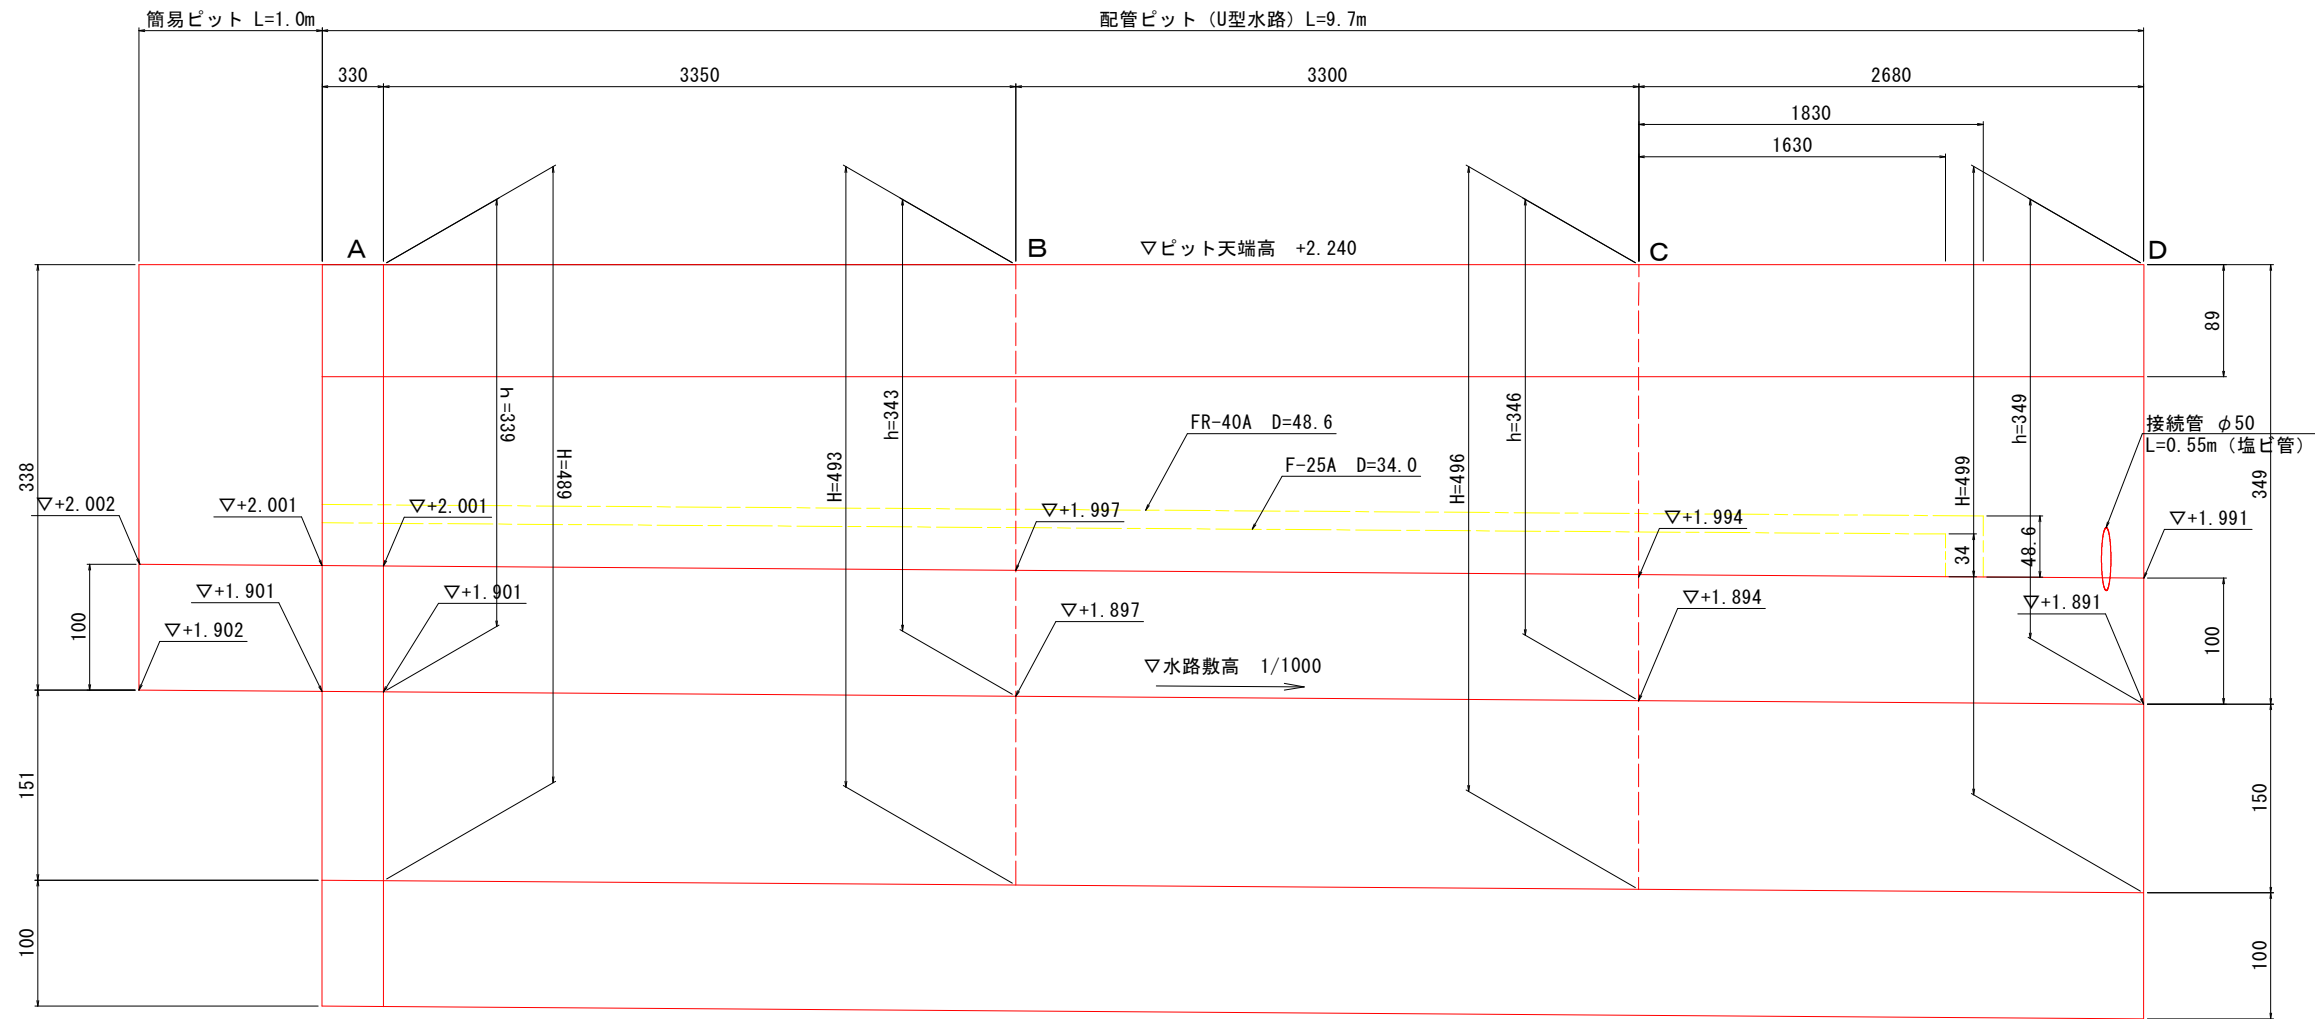 簡易ピット L=1.0m
配管ピット（U型水路）L=9.7m
330
3350
3300
2680
1830
1630
A
B
▽ピット天端高 +2.240
C
D
89
338
h=339
H=489
h=343
H=493
h=346
H=496
h=349
H=499
FR-40A D=48.6
F-25A D=34.0
接続管 φ50
L=0.55m（塩ビ管）
349
▽+2.002
▽+2.001
▽+2.001
▽+1.997
▽+1.994
▽+1.991
34
48.6
100
▽+1.902
▽+1.901
▽+1.901
▽+1.897
▽+1.894
▽+1.891
100
▽水路敷高 1/1000
151
150
100
100